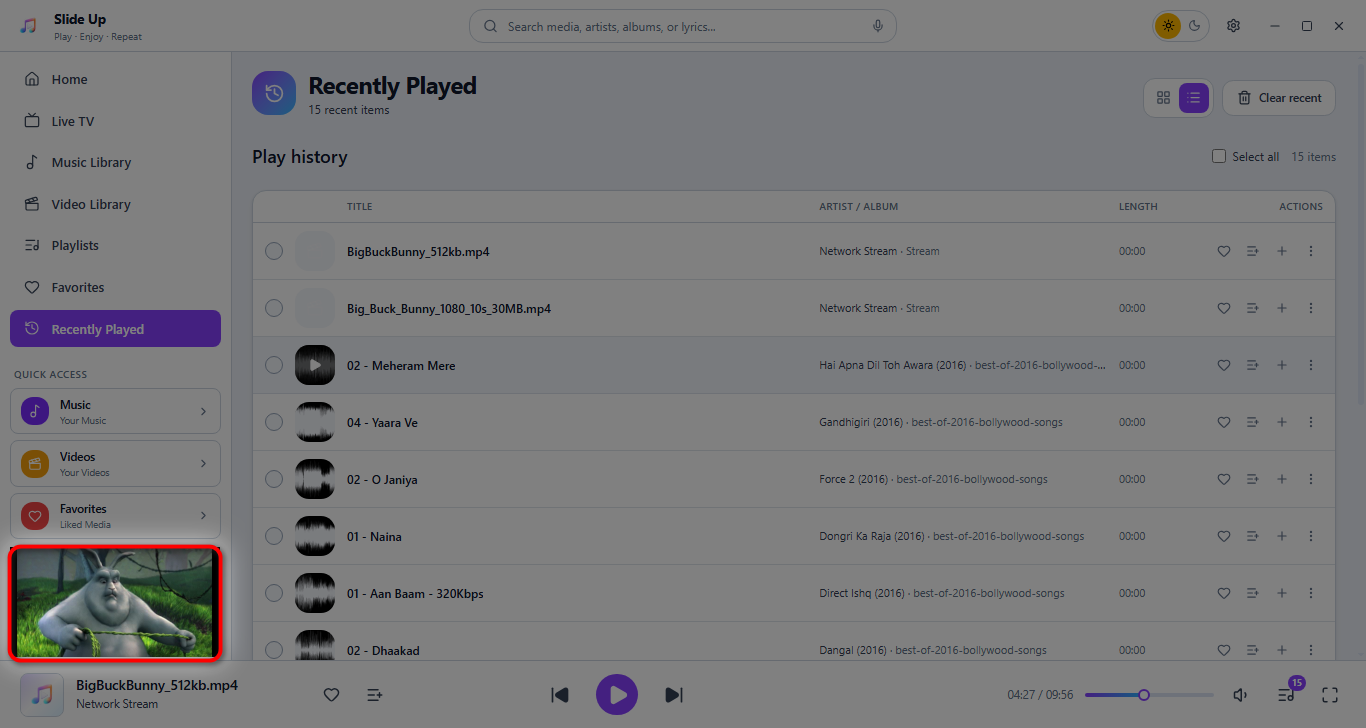 Slide Up
Play · Enjoy · Repeat
Search media, artists, albums, or lyrics...
Home
Live TV
Music Library
Video Library
Playlists
Favorites
Recently Played
QUICK ACCESS
Music
Your Music
Videos
Your Videos
Favorites
Liked Media
Recently Played
15 recent items
Clear recent
Play history
Select all 15 items
TITLE ARTIST / ALBUM LENGTH ACTIONS
BigBuckBunny_512kb.mp4 Network Stream · Stream 00:00
Big_Buck_Bunny_1080_10s_30MB.mp4 Network Stream · Stream 00:00
02 - Meheram Mere Hai Apna Dil Toh Awara (2016) · best-of-2016-bollywood-... 00:00
04 - Yaara Ve Gandhigiri (2016) · best-of-2016-bollywood-songs 00:00
02 - O Janiya Force 2 (2016) · best-of-2016-bollywood-songs 00:00
01 - Naina Dongri Ka Raja (2016) · best-of-2016-bollywood-songs 00:00
01 - Aan Baam - 320Kbps Direct Ishq (2016) · best-of-2016-bollywood-songs 00:00
02 - Dhaakad Dangal (2016) · best-of-2016-bollywood-songs 00:00
BigBuckBunny_512kb.mp4
Network Stream
04:27 / 09:56
15